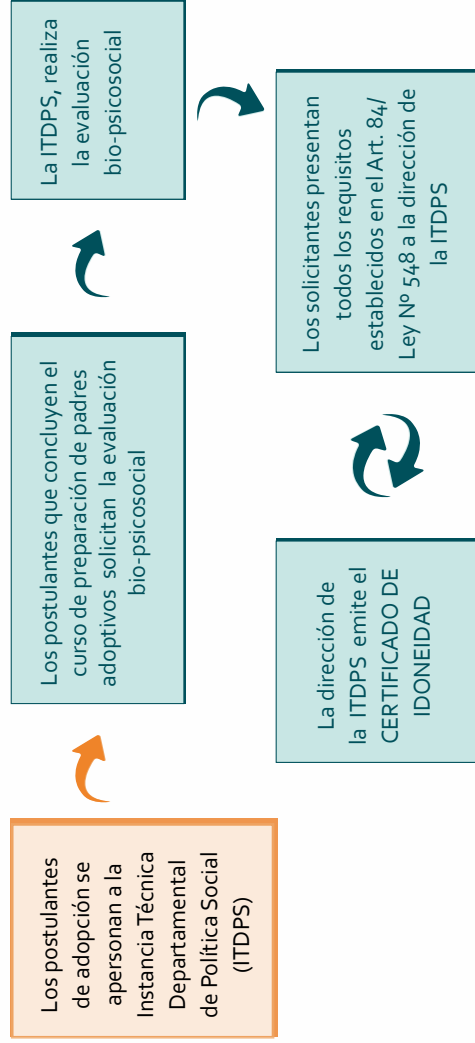 Los postulantes
de adopción se
apersonan a la
Instancia Técnica
Departamental
de Política Social
(ITDPS)
Los postulantes que concluyen el
curso de preparación de padres
adoptivos solicitan la evaluación
bio-psicosocial
La ITDPS, realiza
la evaluación
bio-psicosocial
Los solicitantes presentan
todos los requisitos
establecidos en el Art. 84/
Ley Nº 548 a la dirección de
la ITDPS
La dirección de
la ITDPS emite el
CERTIFICADO DE
IDONEIDAD